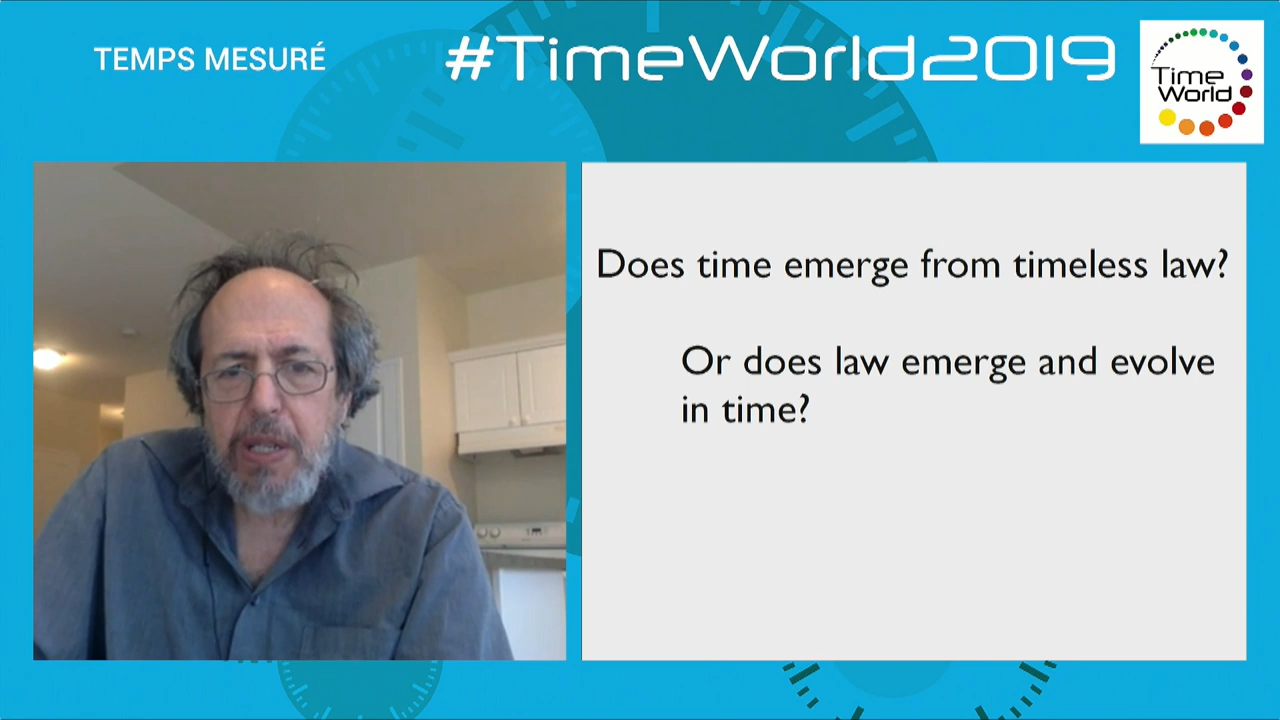 TEMPS MESURÉ
#TimeWorld2019
Time
World
Does time emerge from timeless law?
Or does law emerge and evolve
in time?